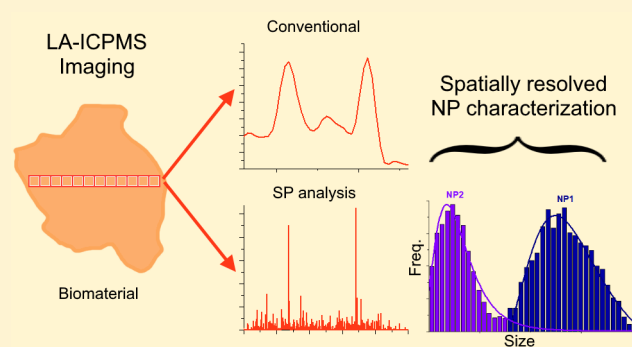 LA-ICPMS
Imaging
Biomaterial
Conventional
SP analysis
Spatially resolved
NP characterization
NP2
NP1
Freq.
Size